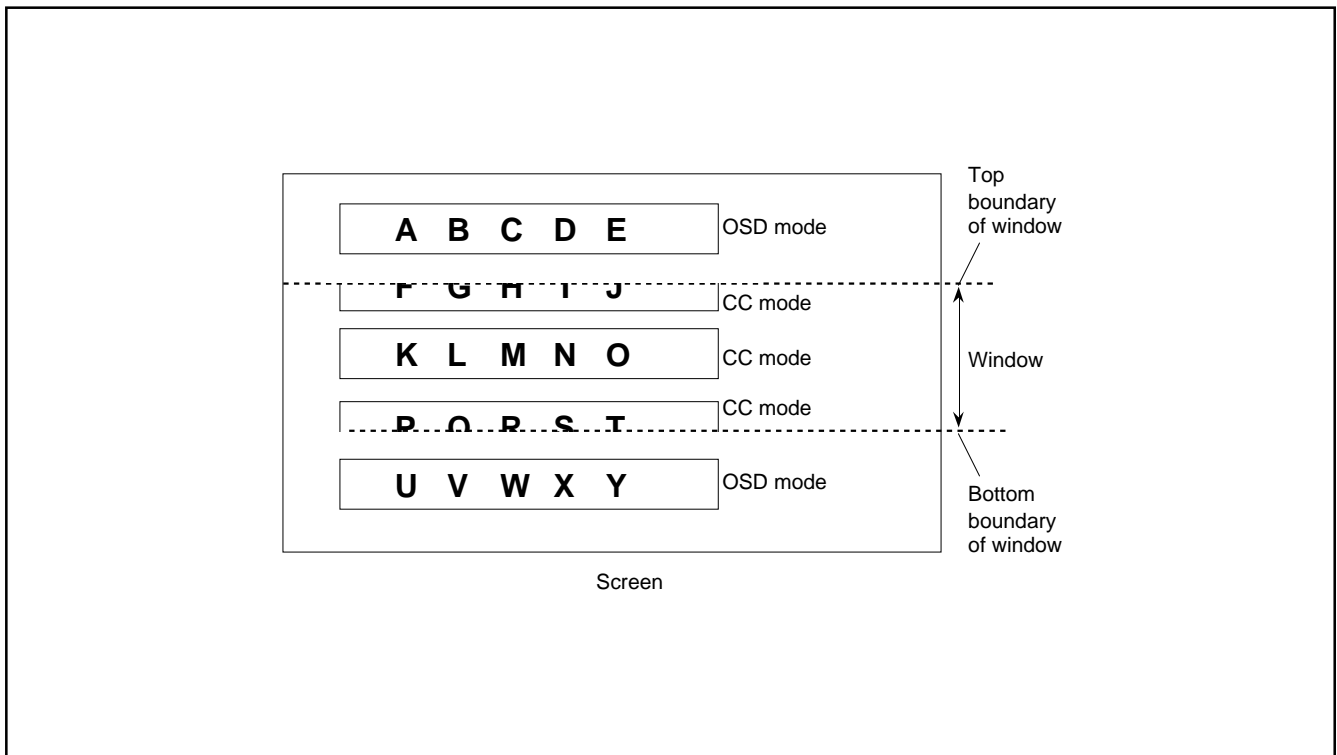 Top
boundary
of window
A B C D E OSD mode
F G H I J CC mode
K L M N O CC mode
Window
P Q R S T CC mode
U V W X Y OSD mode
Bottom
boundary
of window
Screen